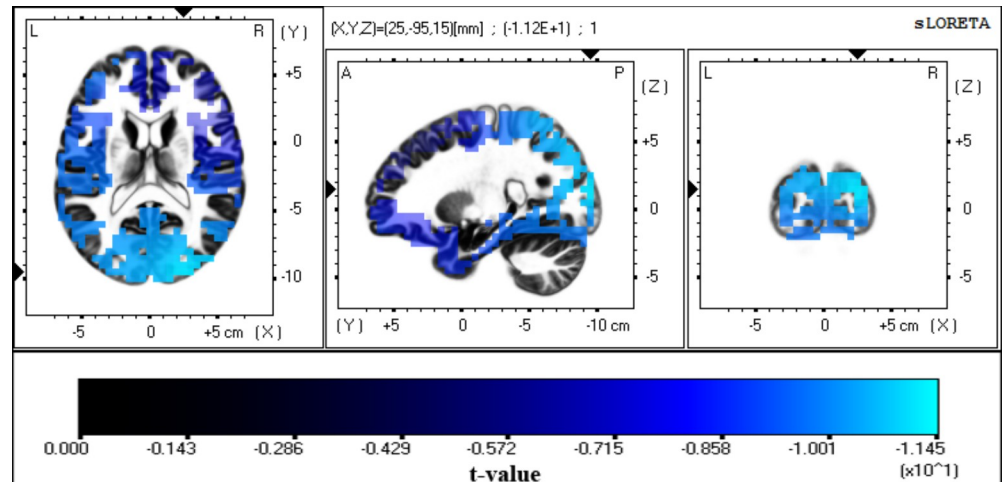 (X,Y,Z)=(25,-95,15)[mm] ; (-1.12E+1) ; 1
sLORETA
L R (Y)
+5
0
-5
-10
-5 0 +5 cm (X)
A P (Z)
+5
0
-5
(Y) +5 0 -5 -10 cm
L R (Z)
+5
0
-5
-5 0 +5 cm (X)
0.000 -0.143 -0.286 -0.429 -0.572 -0.715 -0.858 -1.001 -1.145
t-value (x10^1)